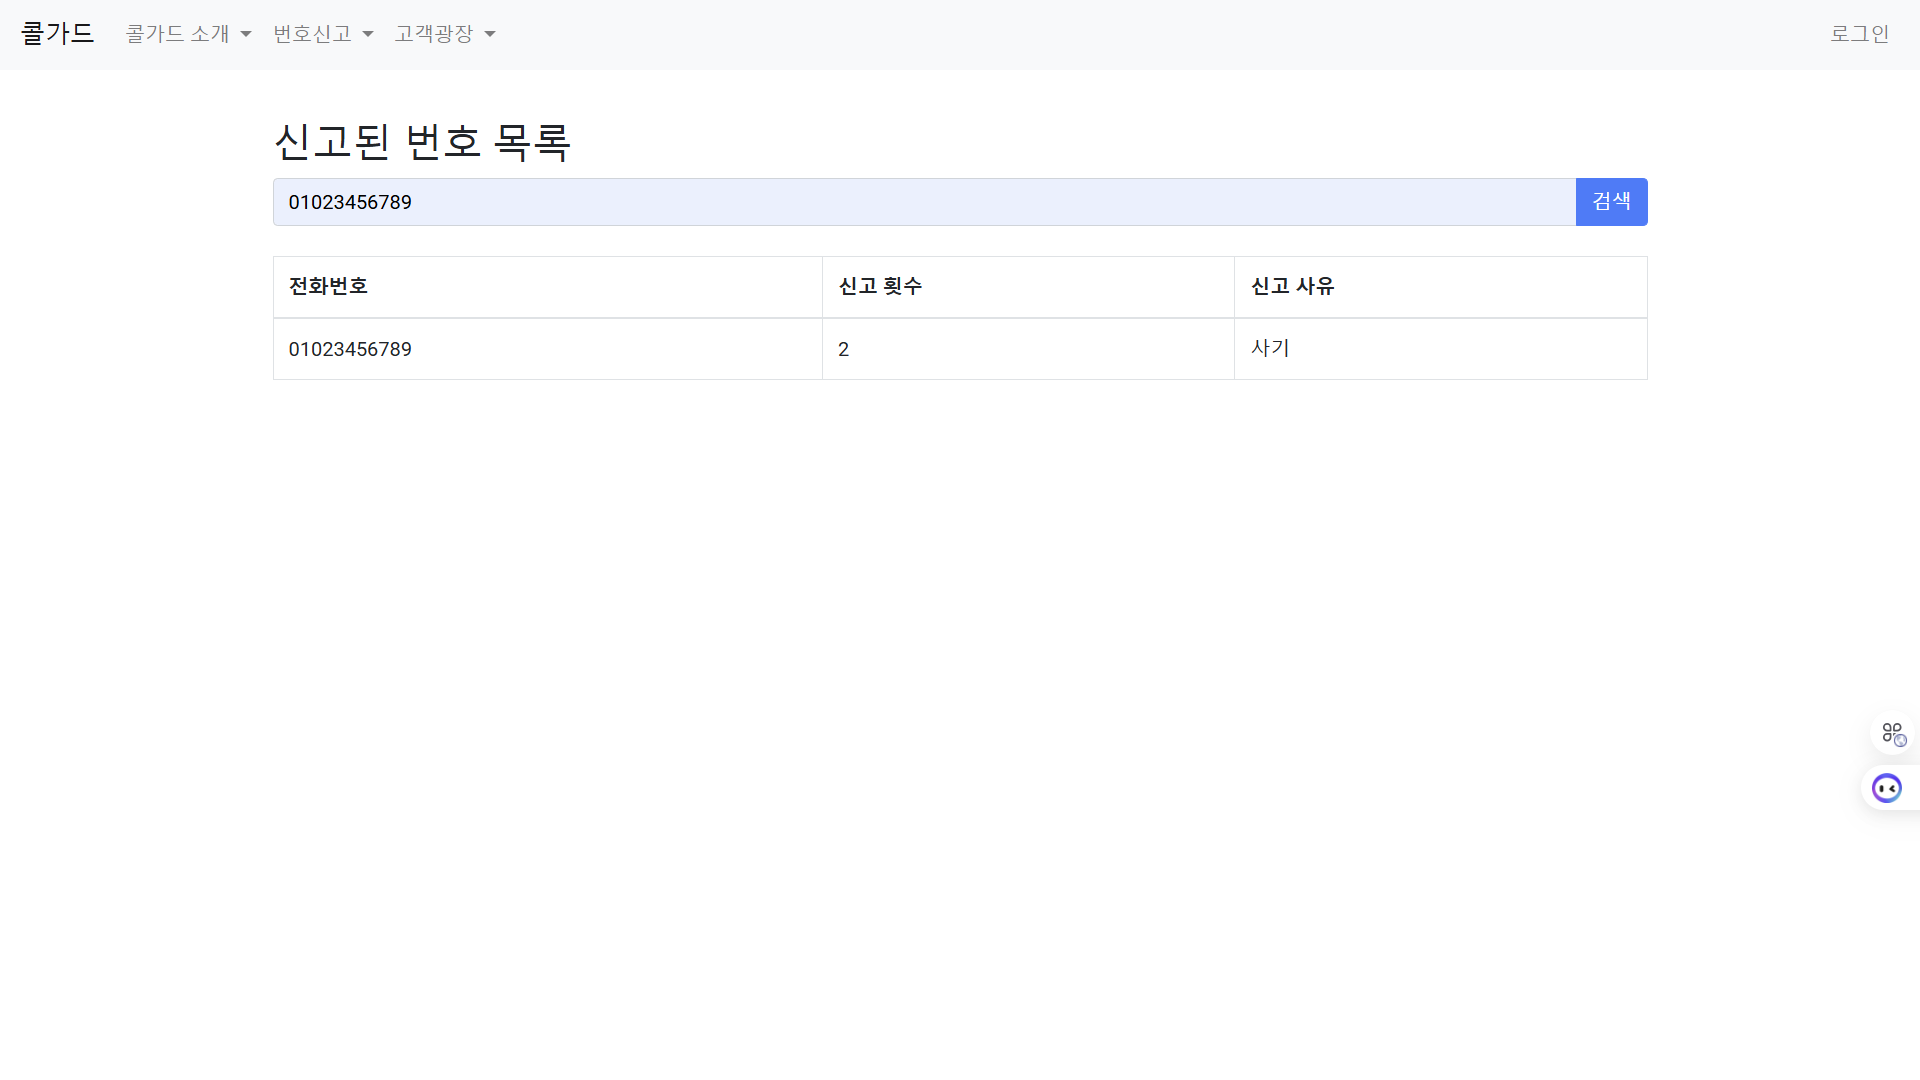 콜가드 콜가드 소개 번호신고 고객광장 로그인
신고된 번호 목록
01023456789 검색
전화번호 신고 횟수 신고 사유
01023456789 2 사기